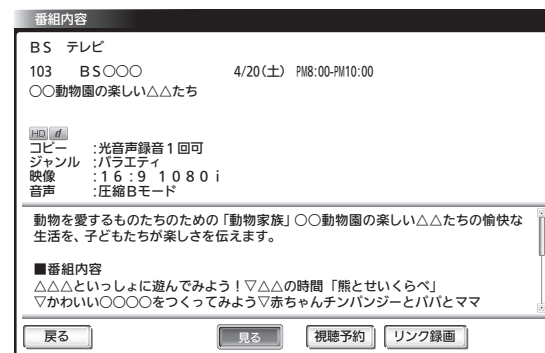 番組内容
BS テレビ
103 BS○○○ 4/20(土) PM8:00-PM10:00
○○動物園の楽しい△△たち
HD d
コピー :光音声録音1回可
ジャンル :バラエティ
映像 :16:9 1080i
音声 :圧縮Bモード
動物を愛するものたちのための「動物家族」○○動物園の楽しい△△たちの愉快な
生活を、子どもたちが楽しさを伝えます。
■番組内容
△△△といっしょに遊んでみよう!▽△△の時間「熊とせいくらべ」
▽かわいい○○○○をつくってみよう▽赤ちゃんチンパンジーとパパとママ
戻る 見る 視聴予約 リンク録画